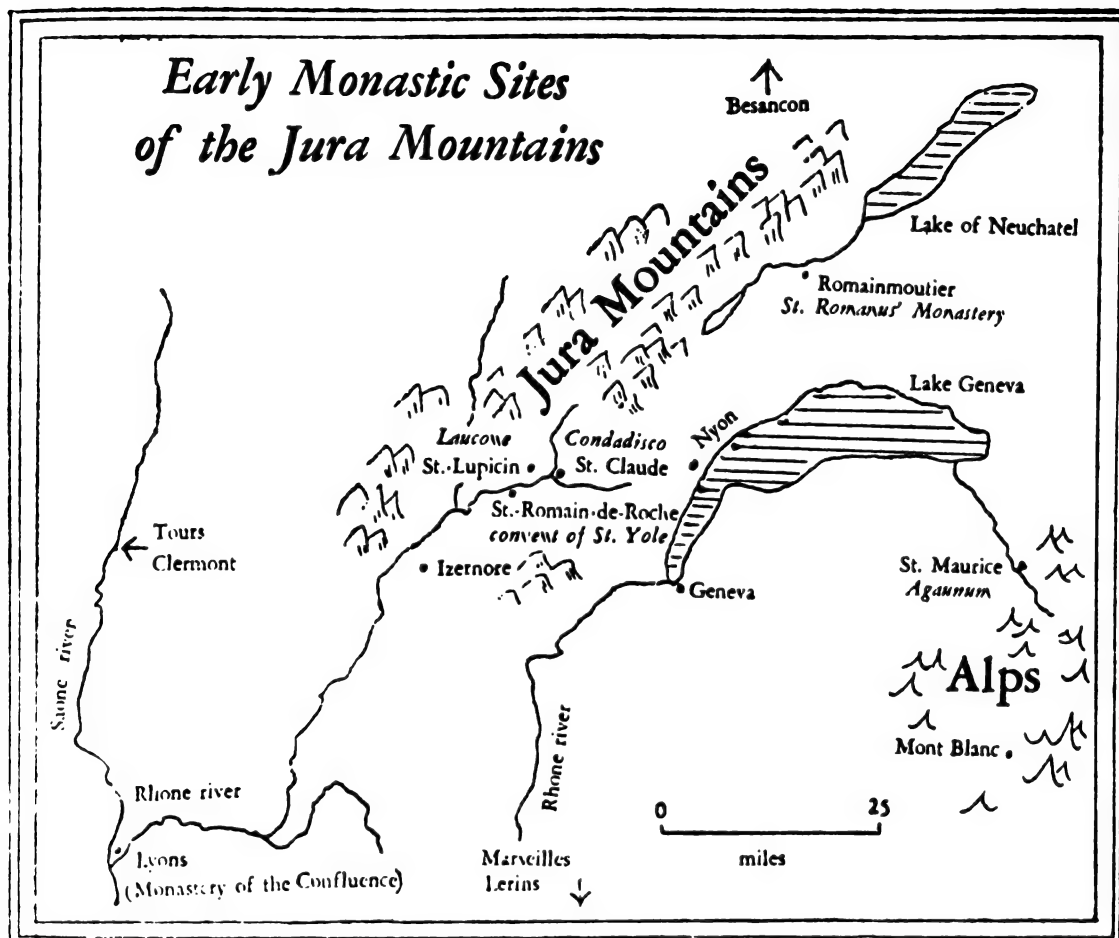 Early Monastic Sites
of the Jura Mountains
Besancon
Jura Mountains
Lake of Neuchatel
Romainmoutier
St. Romanus' Monastery
Lake Geneva
Nyon
Laucone
St.-Lupicin
Condadisco
St. Claude
St.-Romain-de-Roche
convent of St. Yole
Izernore
Geneva
Tours
Clermont
St. Maurice
Agaunum
Alps
Mont Blanc
Saone river
Rhone river
Rhone river
Lyons
(Monastery of the Confluence)
Marseilles
Lerins
0 25
miles